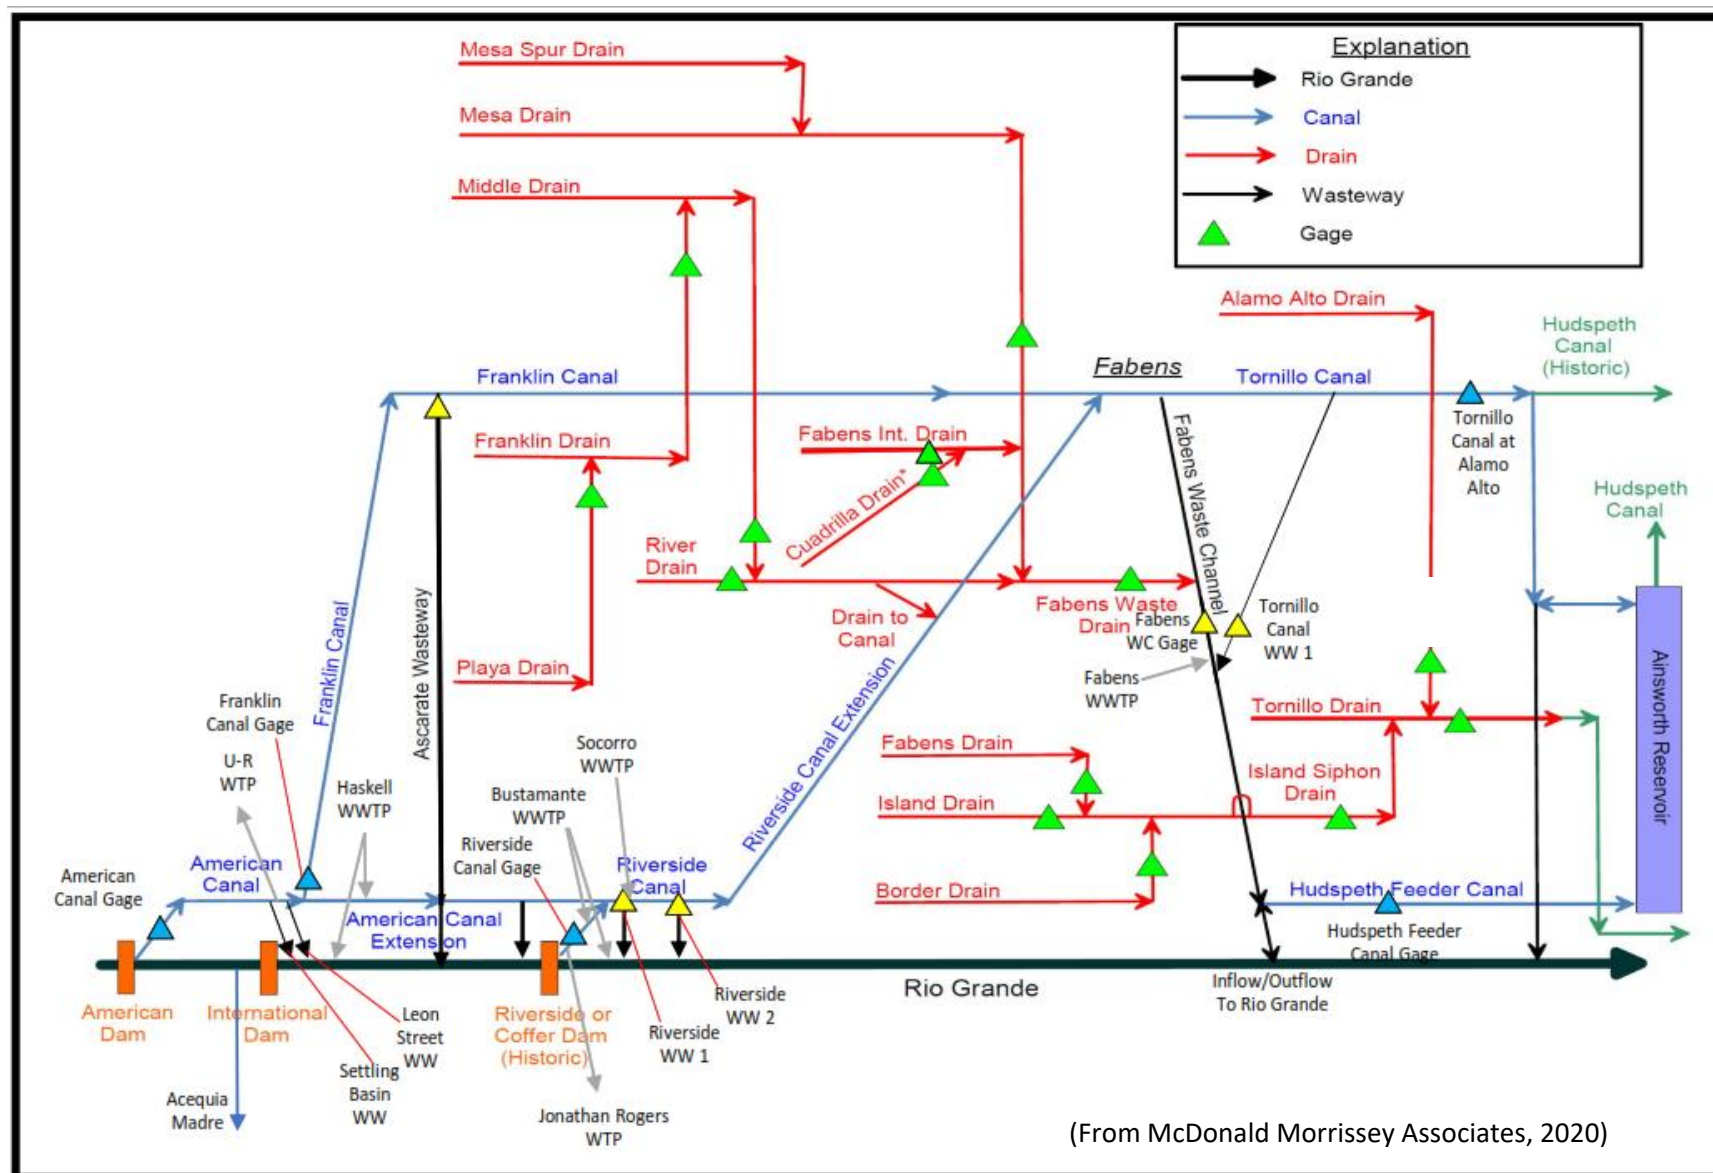 Mesa Spur Drain
Explanation
Rio Grande
Canal
Drain
Wasteway
Gage
Mesa Drain
Middle Drain
Alamo Alto Drain
Hudspeth
Canal
(Historic)
Fabens
Franklin Canal
Tornillo Canal
Tornillo
Canal at
Alamo
Alto
Franklin Drain
Fabens Int. Drain
Cuadrilla Drain*
Fabens Waste Channel
Hudspeth
Canal
River
Drain
Drain to
Canal
Fabens Waste
Drain
Fabens
WC Gage
Tornillo
Canal
WW 1
Fabens
WWTP
Playa Drain
Franklin Canal
Ascarate Wasteway
Riverside Canal Extension
Ainsworth Reservoir
Franklin
Canal Gage
U-R
WTP
Haskell
WWTP
Socorro
WWTP
Bustamante
WWTP
Riverside
Canal Gage
Riverside
Canal
Fabens Drain
Island Drain
Border Drain
Tornillo Drain
Island Siphon
Drain
American
Canal Gage
American
Canal
American Canal
Extension
Hudspeth Feeder Canal
Hudspeth Feeder
Canal Gage
Rio Grande
Inflow/Outflow
To Rio Grande
American
Dam
International
Dam
Leon
Street
WW
Settling
Basin
WW
Riverside or
Coffer Dam
(Historic)
Riverside
WW 1
Riverside
WW 2
Acequia
Madre
Jonathan Rogers
WTP
(From McDonald Morrissey Associates, 2020)